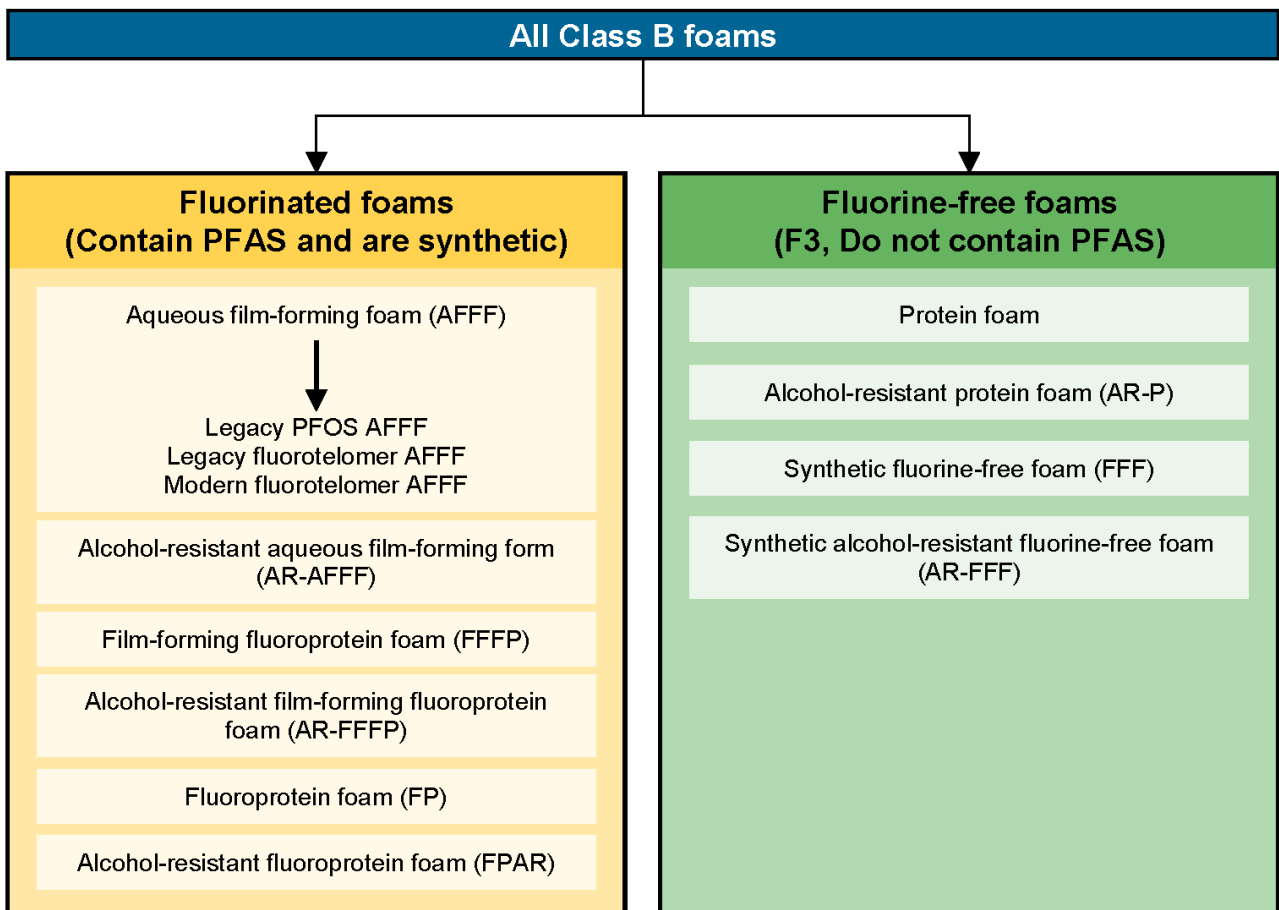 All Class B foams
Fluorinated foams
(Contain PFAS and are synthetic)
Aqueous film-forming foam (AFFF)
Legacy PFOS AFFF
Legacy fluorotelomer AFFF
Modern fluorotelomer AFFF
Alcohol-resistant aqueous film-forming form
(AR-AFFF)
Film-forming fluoroprotein foam (FFFP)
Alcohol-resistant film-forming fluoroprotein
foam (AR-FFFP)
Fluoroprotein foam (FP)
Alcohol-resistant fluoroprotein foam (FPAR)
Fluorine-free foams
(F3, Do not contain PFAS)
Protein foam
Alcohol-resistant protein foam (AR-P)
Synthetic fluorine-free foam (FFF)
Synthetic alcohol-resistant fluorine-free foam
(AR-FFF)